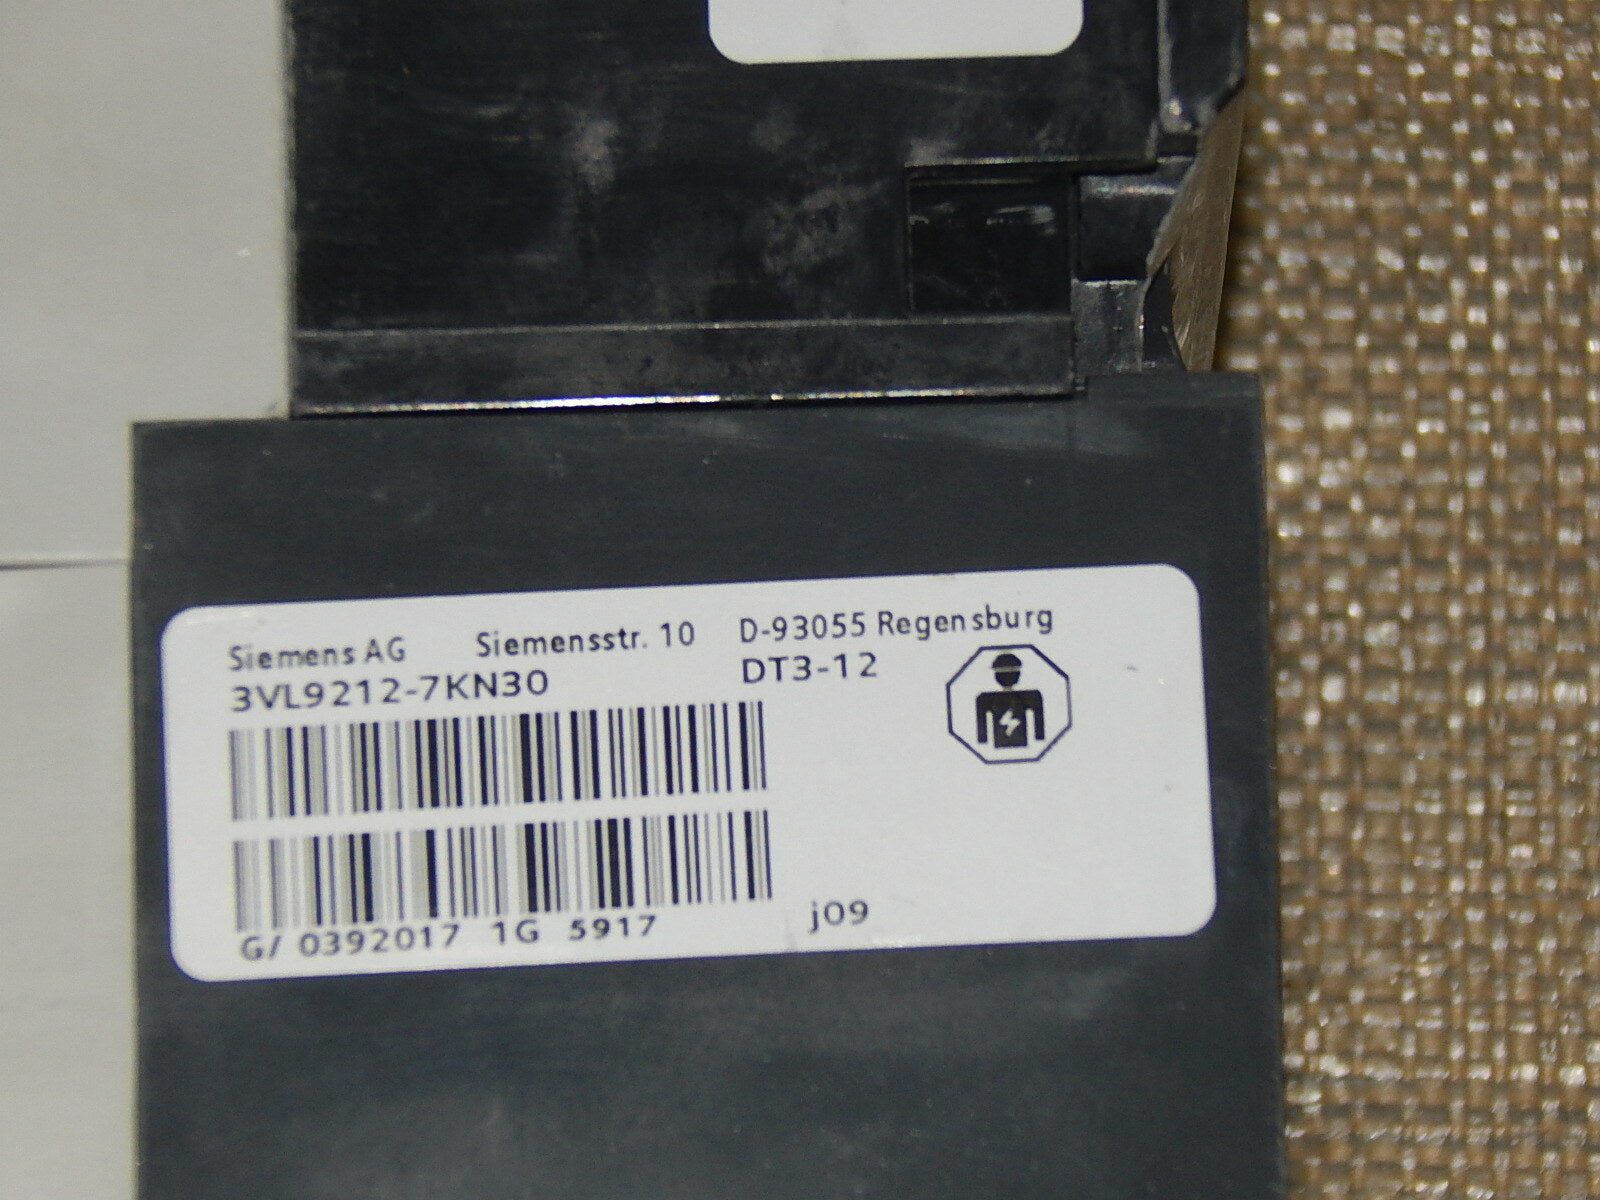 Siemens AG Siemensstr. 10 D-93055 Regensburg
3VL9212-7KN30 DT3-12
G/ 0392017 1G 5917 j09